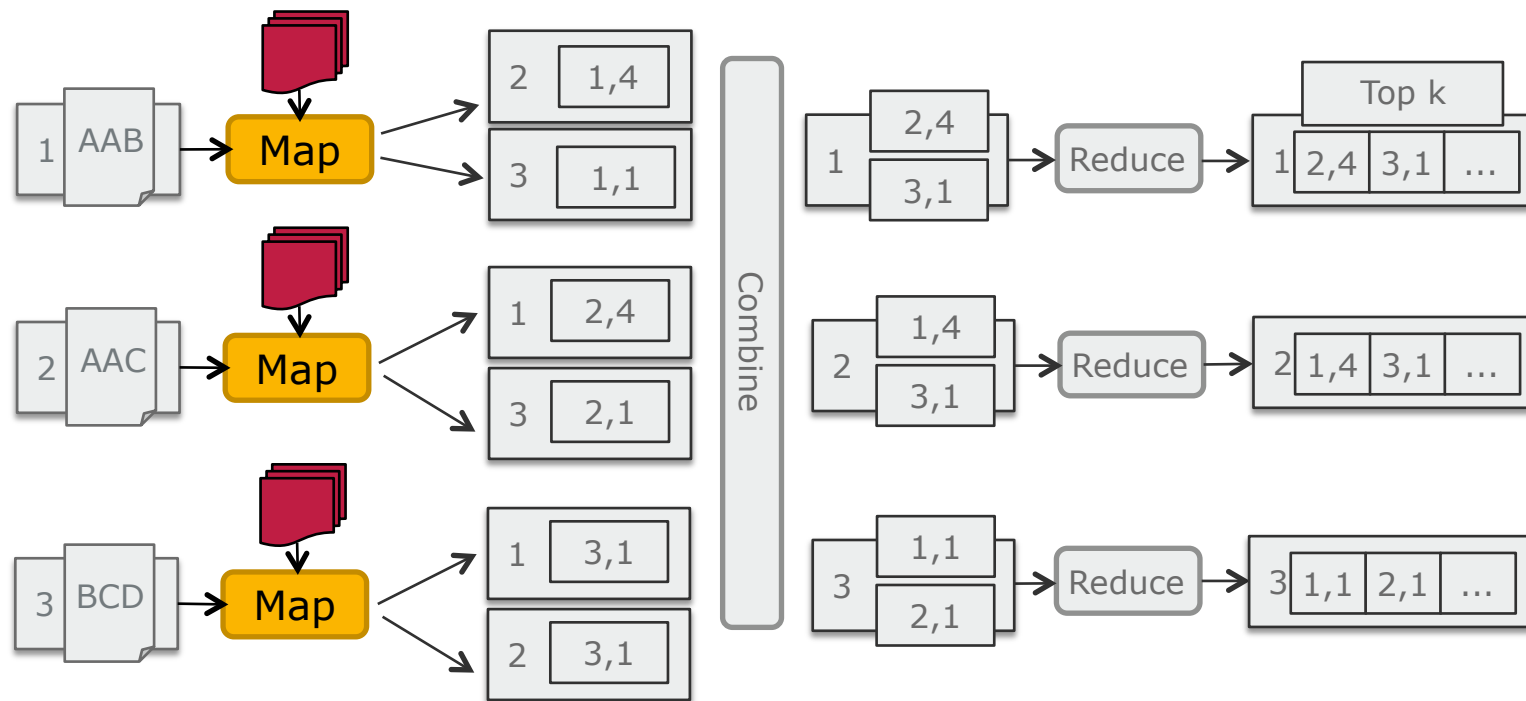 1
AAB
Map
2
1,4
3
1,1
2
AAC
Map
1
2,4
3
2,1
3
BCD
Map
1
3,1
2
3,1
Combine
1
2,4
3,1
Reduce
Top k
1 2,4 3,1 ...
2
1,4
3,1
Reduce
2 1,4 3,1 ...
3
1,1
2,1
Reduce
3 1,1 2,1 ...